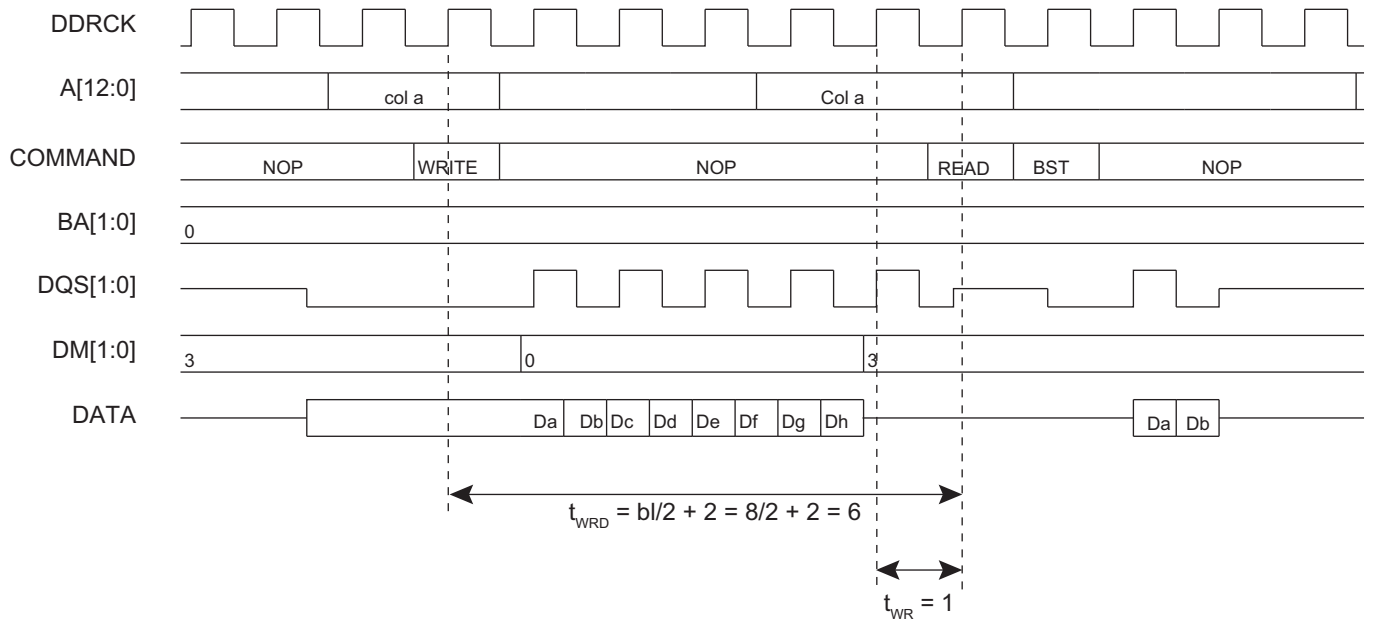 DDRCK
A[12:0] col a Col a
COMMAND NOP WRITE NOP READ BST NOP
BA[1:0] 0
DQS[1:0]
DM[1:0] 3 0 3
DATA Da Db Dc Dd De Df Dg Dh Da Db
tWRD = bl/2 + 2 = 8/2 + 2 = 6
tWR = 1